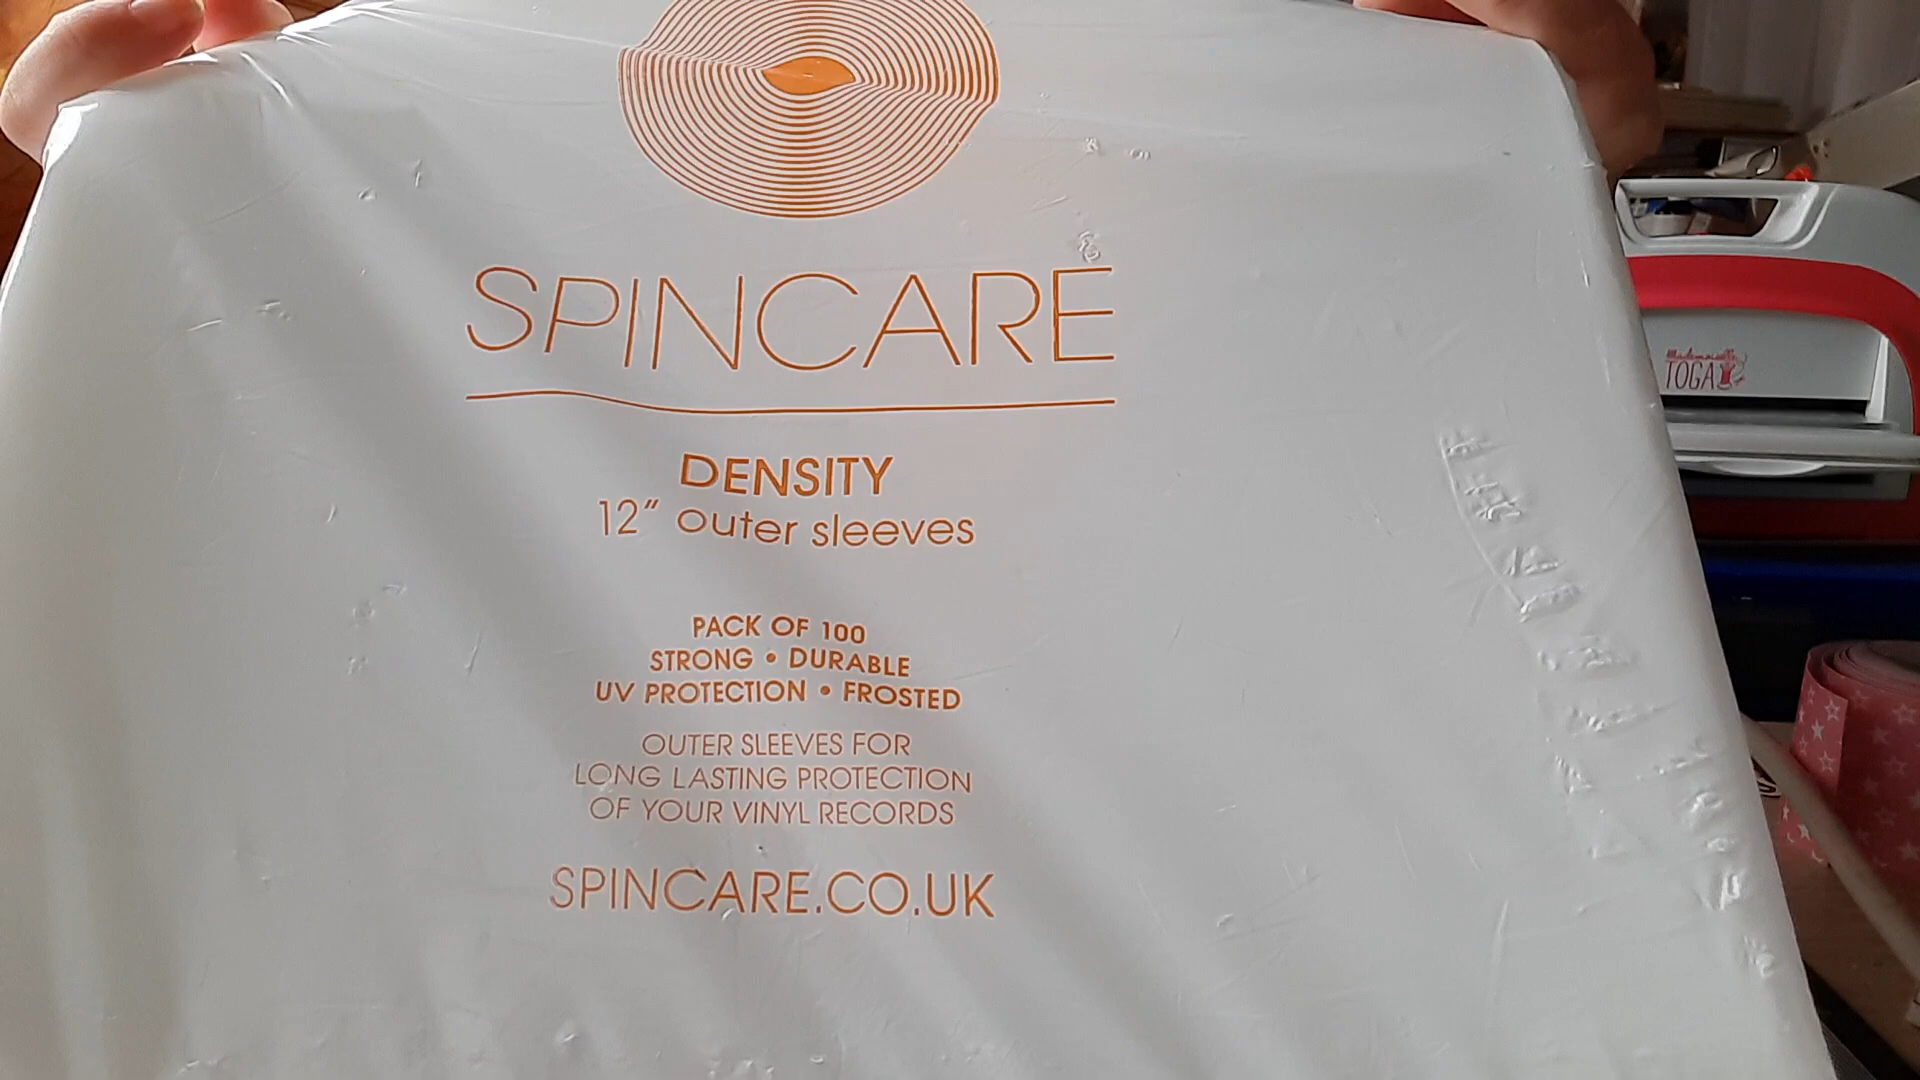 SPINCARE
DENSITY
12" outer sleeves
PACK OF 100
STRONG • DURABLE
UV PROTECTION • FROSTED
OUTER SLEEVES FOR
LONG LASTING PROTECTION
OF YOUR VINYL RECORDS
SPINCARE.CO.UK
Mademoiselle
TOGA